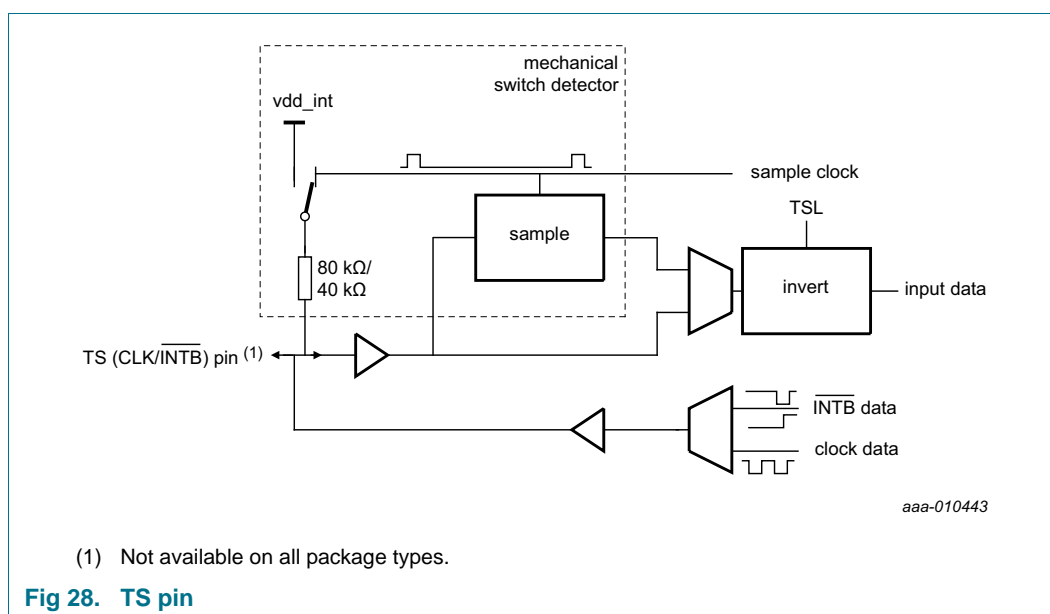 mechanical
switch detector
vdd_int
sample clock
TSL
sample
80 kΩ/
40 kΩ
invert
input data
TS (CLK/INTB) pin (1)
INTB data
clock data
aaa-010443
(1) Not available on all package types.
Fig 28. TS pin